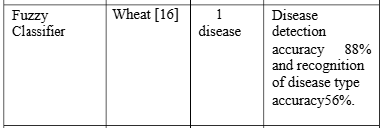 Fuzzy Classifier
Wheat [16]
1 disease
Disease detection accuracy 88% and recognition of disease type accuracy56%.